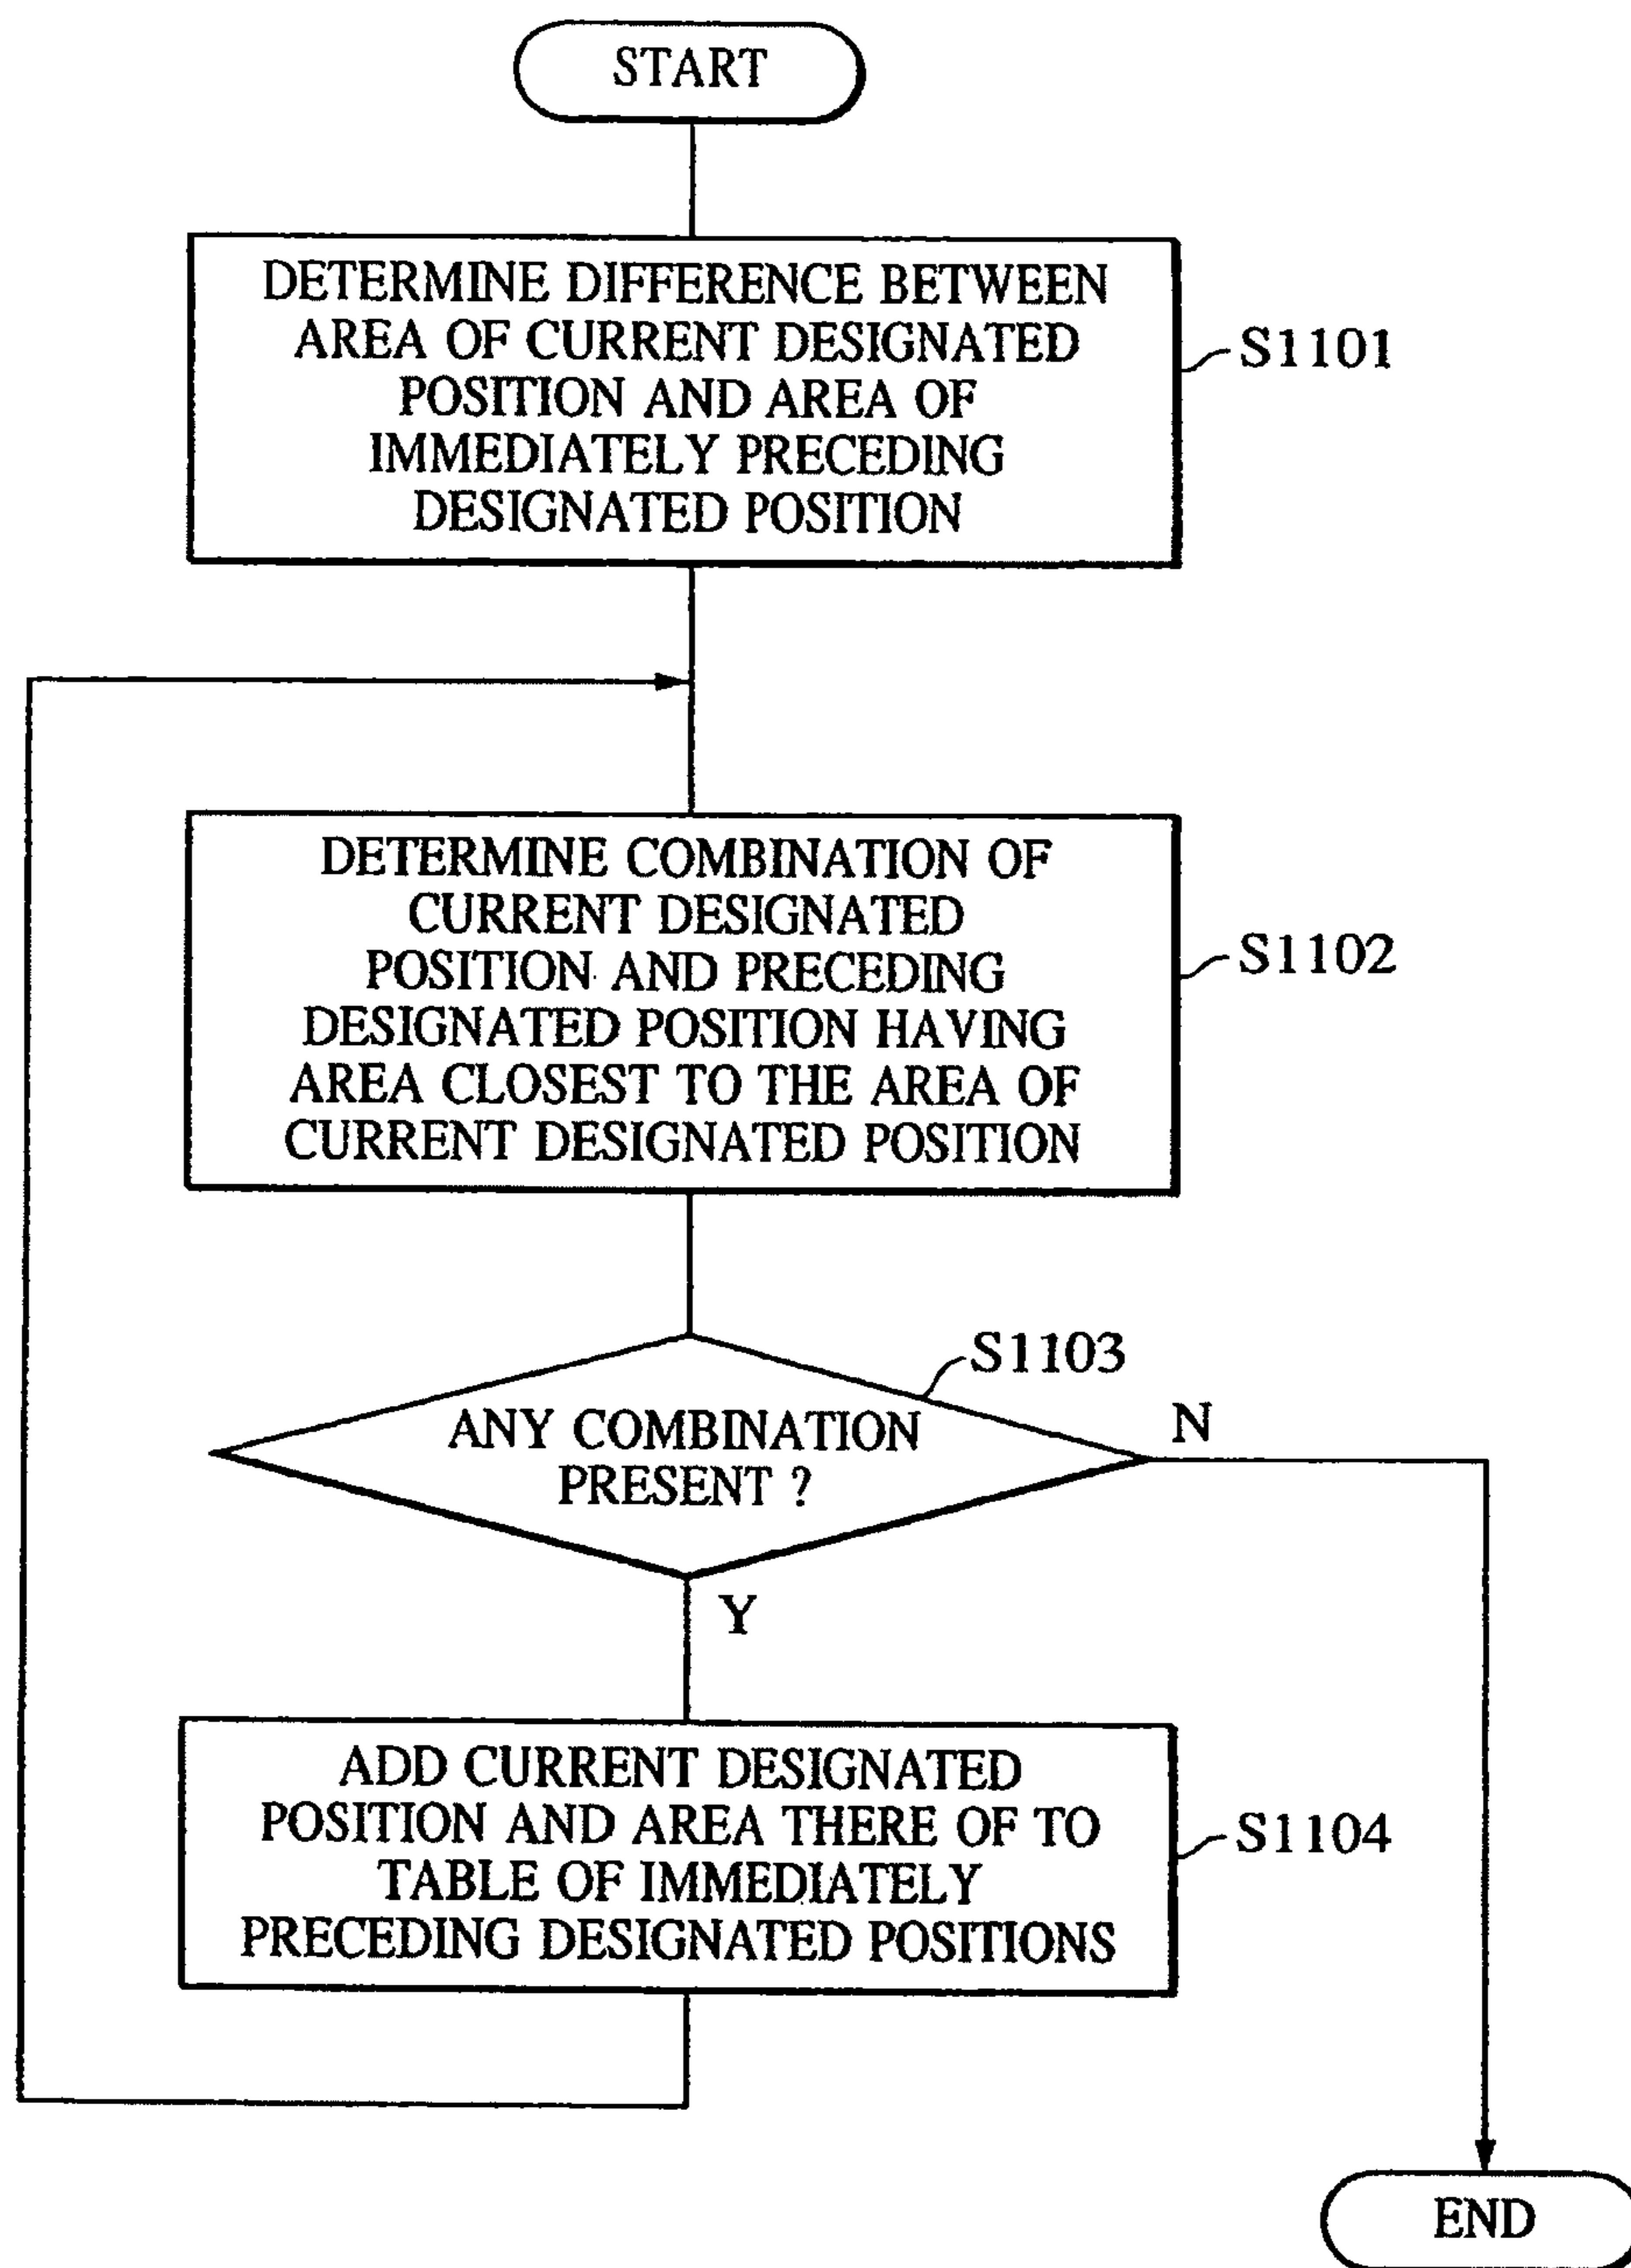 START
DETERMINE DIFFERENCE BETWEEN
AREA OF CURRENT DESIGNATED
POSITION AND AREA OF
IMMEDIATELY PRECEDING
DESIGNATED POSITION
S1101
DETERMINE COMBINATION OF
CURRENT DESIGNATED
POSITION AND PRECEDING
DESIGNATED POSITION HAVING
AREA CLOSEST TO THE AREA OF
CURRENT DESIGNATED POSITION
S1102
S1103
ANY COMBINATION
PRESENT ?
N
Y
ADD CURRENT DESIGNATED
POSITION AND AREA THERE OF TO
TABLE OF IMMEDIATELY
PRECEDING DESIGNATED POSITIONS
S1104
END